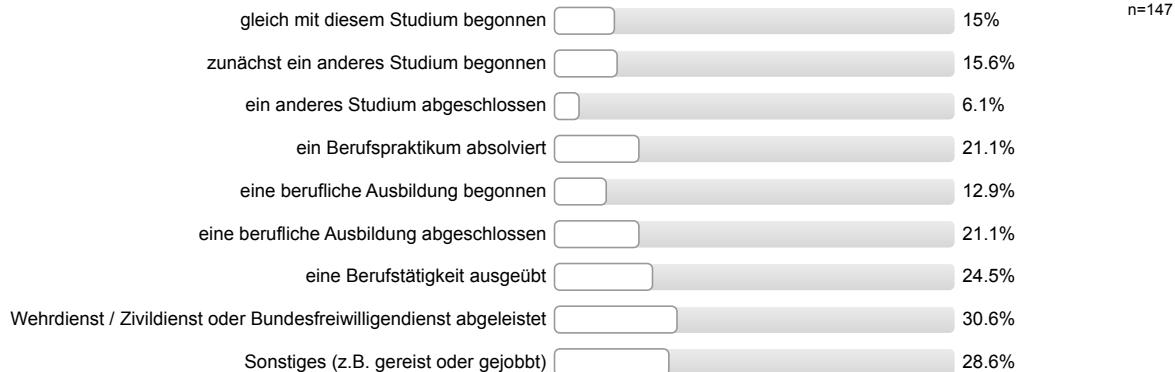 gleich mit diesem Studium begonnen 15% n=147
zunächst ein anderes Studium begonnen 15.6%
ein anderes Studium abgeschlossen 6.1%
ein Berufspraktikum absolviert 21.1%
eine berufliche Ausbildung begonnen 12.9%
eine berufliche Ausbildung abgeschlossen 21.1%
eine Berufstätigkeit ausgeübt 24.5%
Wehrdienst / Zivildienst oder Bundesfreiwilligendienst abgeleistet 30.6%
Sonstiges (z.B. gereist oder gejobbt) 28.6%